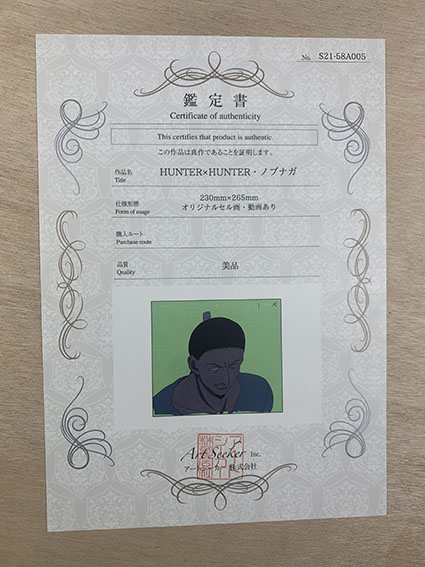 No. S21-58A005
鑑定書
Certificate of authenticity
This certifies that product is authentic.
この作品は真作であることを証明します。
作品名 HUNTER×HUNTER・ノブナガ
Title
仕様形態 230mm×265mm
Form of usage オリジナルセル画・動画あり
購入ルート
Purchase route
品質 美品
Quality
Art Seeker Inc.
アートシーカー株式会社